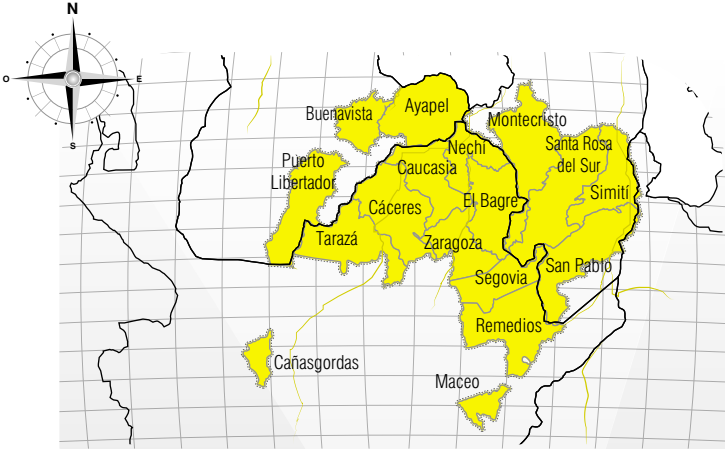 N
O
E
S
Ayapel
Buenavista
Montecristo
Nechí
Santa Rosa
del Sur
Puerto
Libertador
Caucasia
Simití
Cáceres
El Bagre
Tarazá
Zaragoza
San Pablo
Segovia
Remedios
Cañasgordas
Maceo